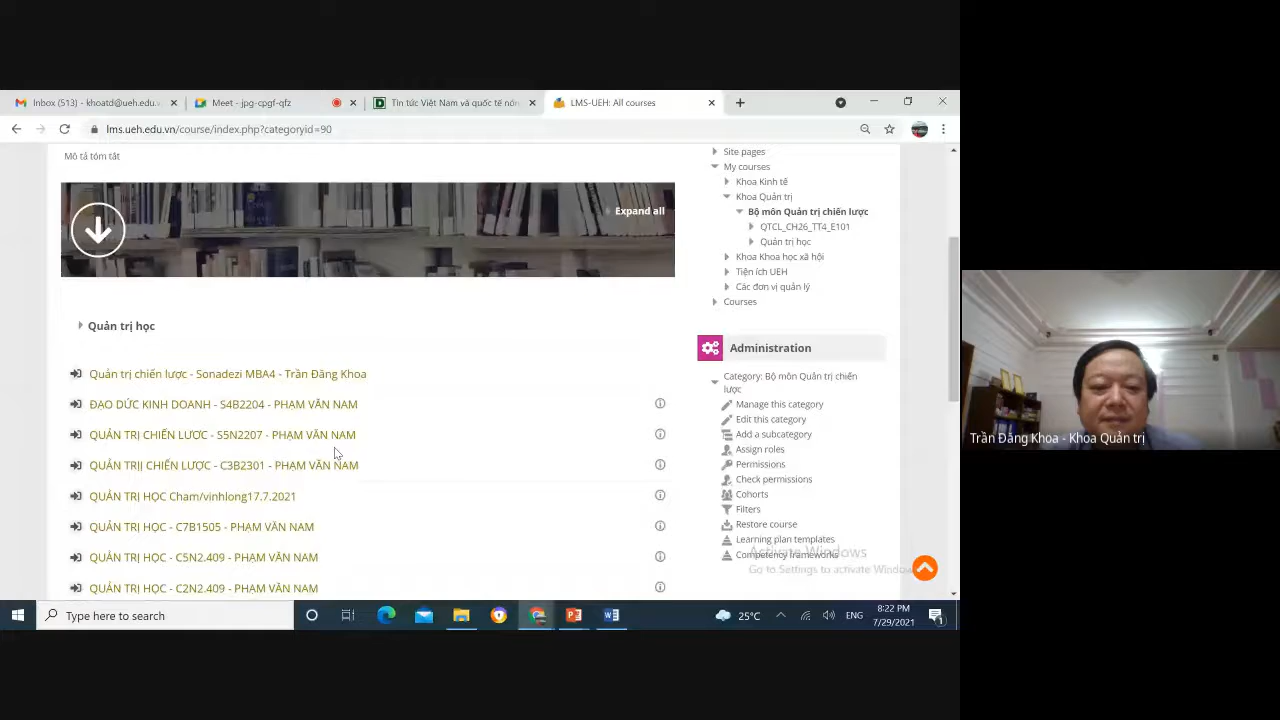 Inbox (513) - khoatd@ueh.edu.v
Meet - jpg-cpgf-qfz
Tin tức Việt Nam và quốc tế nón
LMS-UEH: All courses
lms.ueh.edu.vn/course/index.php?categoryid=90
Mô tả tóm tắt
Expand all
Quản trị học
Quản trị chiến lược - Sonadezi MBA4 - Trần Đăng Khoa
ĐẠO DỨC KINH DOANH - S4B2204 - PHẠM VĂN NAM
QUẢN TRỊ CHIẾN LƯỢC - S5N2207 - PHẠM VĂN NAM
QUẢN TRỊI CHIẾN LƯỢC - C3B2301 - PHẠM VĂN NAM
QUẢN TRỊ HỌC Cham/vinhlong17.7.2021
QUẢN TRỊ HỌC - C7B1505 - PHẠM VĂN NAM
QUẢN TRỊ HỌC - C5N2.409 - PHẠM VĂN NAM
QUẢN TRỊ HỌC - C2N2.409 - PHẠM VĂN NAM
Site pages
My courses
Khoa Kinh tế
Khoa Quản trị
Bộ môn Quản trị chiến lược
QTCL_CH26_TT4_E101
Quản trị học
Khoa Khoa học xã hội
Tiện ích UEH
Các đơn vị quản lý
Courses
Administration
Category: Bộ môn Quản trị chiến
lược
Manage this category
Edit this category
Add a subcategory
Assign roles
Permissions
Check permissions
Cohorts
Filters
Restore course
Learning plan templates
Competency frameworks
Activate Windows
Go to Settings to activate Windows
Trần Đăng Khoa - Khoa Quản trị
Type here to search
25°C
ENG
8:22 PM
7/29/2021
1